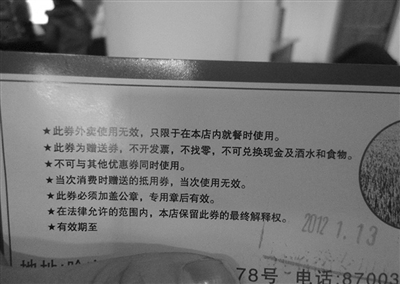 ★此券外卖使用无效，只限于在本店内就餐时使用。
★此券为赠送券，不开发票，不找零，不可兑换现金及酒水和食物。
★不可与其他优惠券同时使用。
★当次消费时赠送的抵用券，当次使用无效。
★此券必须加盖公章，专用章后有效。
★在法律允许的范围内，本店保留此券的最终解释权。
★有效期至
2012 1.13
78号 电话:87003